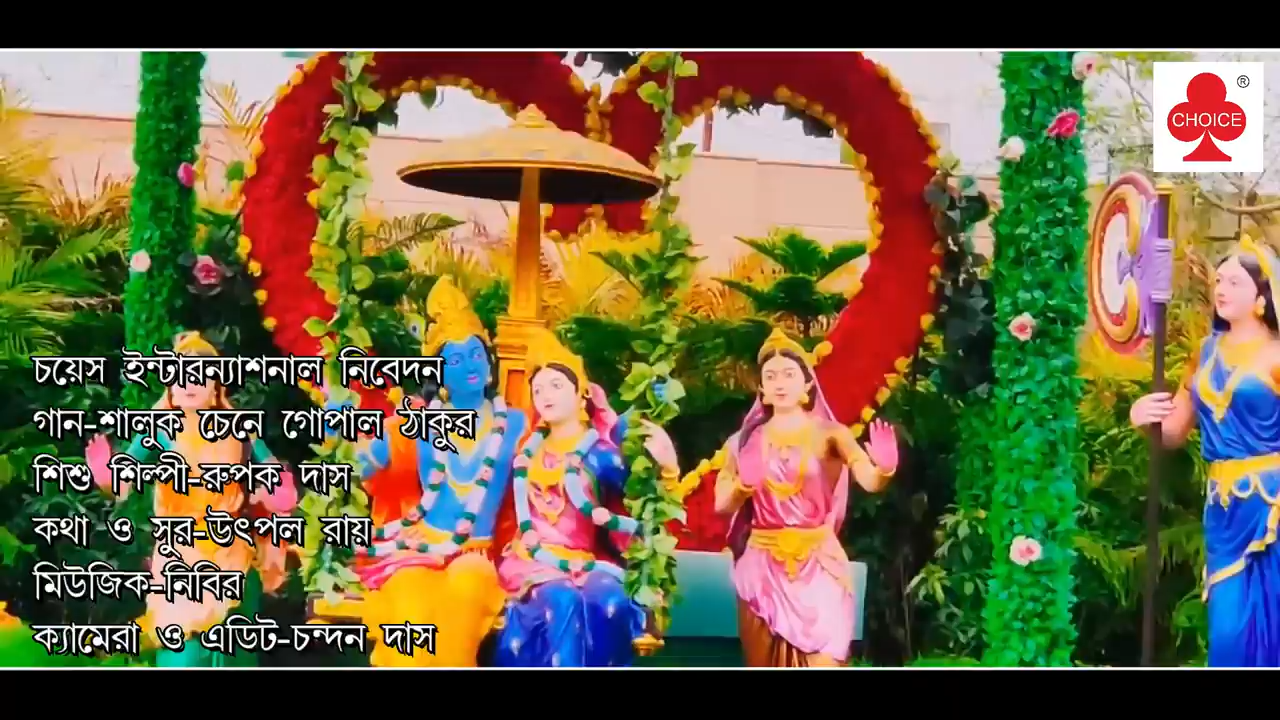 CHOICE®
চয়েস ইন্টারন্যাশনাল নিবেদন
গান-শালুক চেনে গোপাল ঠাকুর
শিশু শিল্পী-রুপক দাস
কথা ও সুর-উৎপল রায়
মিউজিক-নিবির
ক্যামেরা ও এডিট-চন্দন দাস